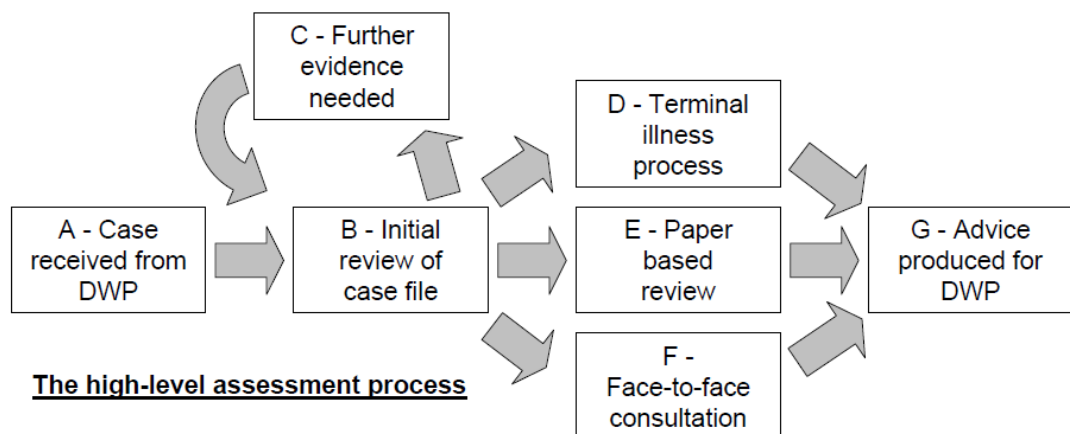 C - Further
evidence
needed
D - Terminal
illness
process
A - Case
received from
DWP
B - Initial
review of
case file
E - Paper
based
review
G - Advice
produced for
DWP
F -
Face-to-face
consultation
The high-level assessment process